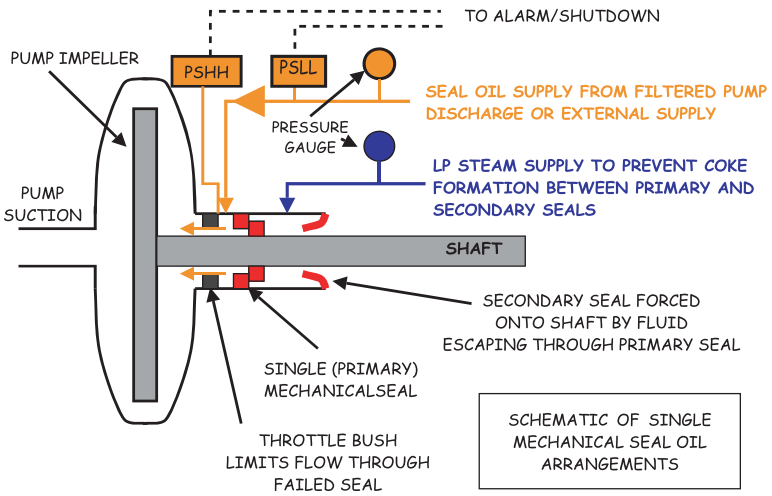 TO ALARM/SHUTDOWN
PUMP IMPELLER
PSHH
PSLL
SEAL OIL SUPPLY FROM FILTERED PUMP
DISCHARGE OR EXTERNAL SUPPLY
PRESSURE
GAUGE
LP STEAM SUPPLY TO PREVENT COKE
FORMATION BETWEEN PRIMARY AND
SECONDARY SEALS
PUMP
SUCTION
SHAFT
SECONDARY SEAL FORCED
ONTO SHAFT BY FLUID
ESCAPING THROUGH PRIMARY SEAL
SINGLE (PRIMARY)
MECHANICALSEAL
THROTTLE BUSH
LIMITS FLOW THROUGH
FAILED SEAL
SCHEMATIC OF SINGLE
MECHANICAL SEAL OIL
ARRANGEMENTS